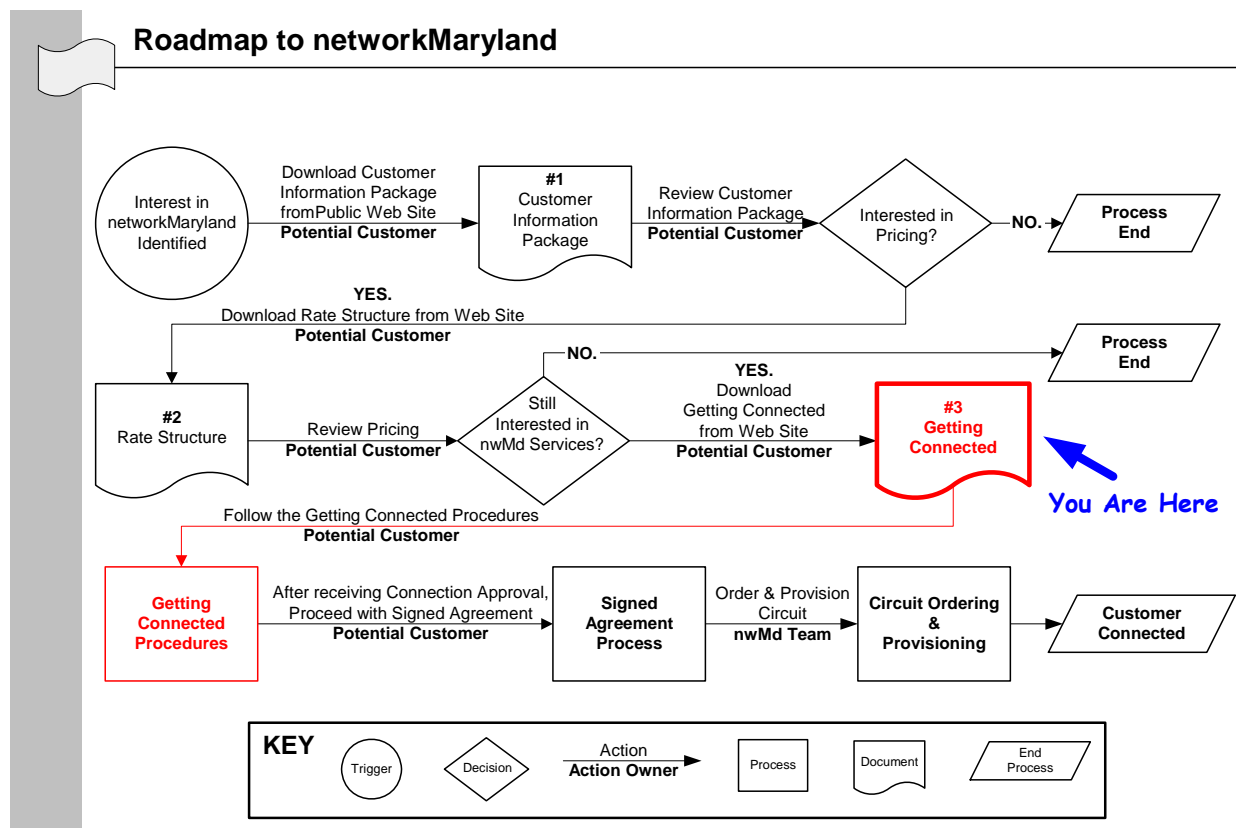 Roadmap to networkMaryland
Interest in
networkMaryland
Identified
Download Customer
Information Package
fromPublic Web Site
Potential Customer
#1
Customer
Information
Package
Review Customer
Information Package
Potential Customer
Interested in
Pricing?
NO.
Process
End
YES.
Download Rate Structure from Web Site
Potential Customer
#2
Rate Structure
Review Pricing
Potential Customer
Still
Interested in
nwMd Services?
NO.
Process
End
YES.
Download
Getting Connected
from Web Site
Potential Customer
#3
Getting
Connected
You Are Here
Follow the Getting Connected Procedures
Potential Customer
Getting
Connected
Procedures
After receiving Connection Approval,
Proceed with Signed Agreement
Potential Customer
Signed
Agreement
Process
Order & Provision
Circuit
nwMd Team
Circuit Ordering
&
Provisioning
Customer
Connected
KEY
Trigger
Decision
Action
Action Owner
Process
Document
End
Process